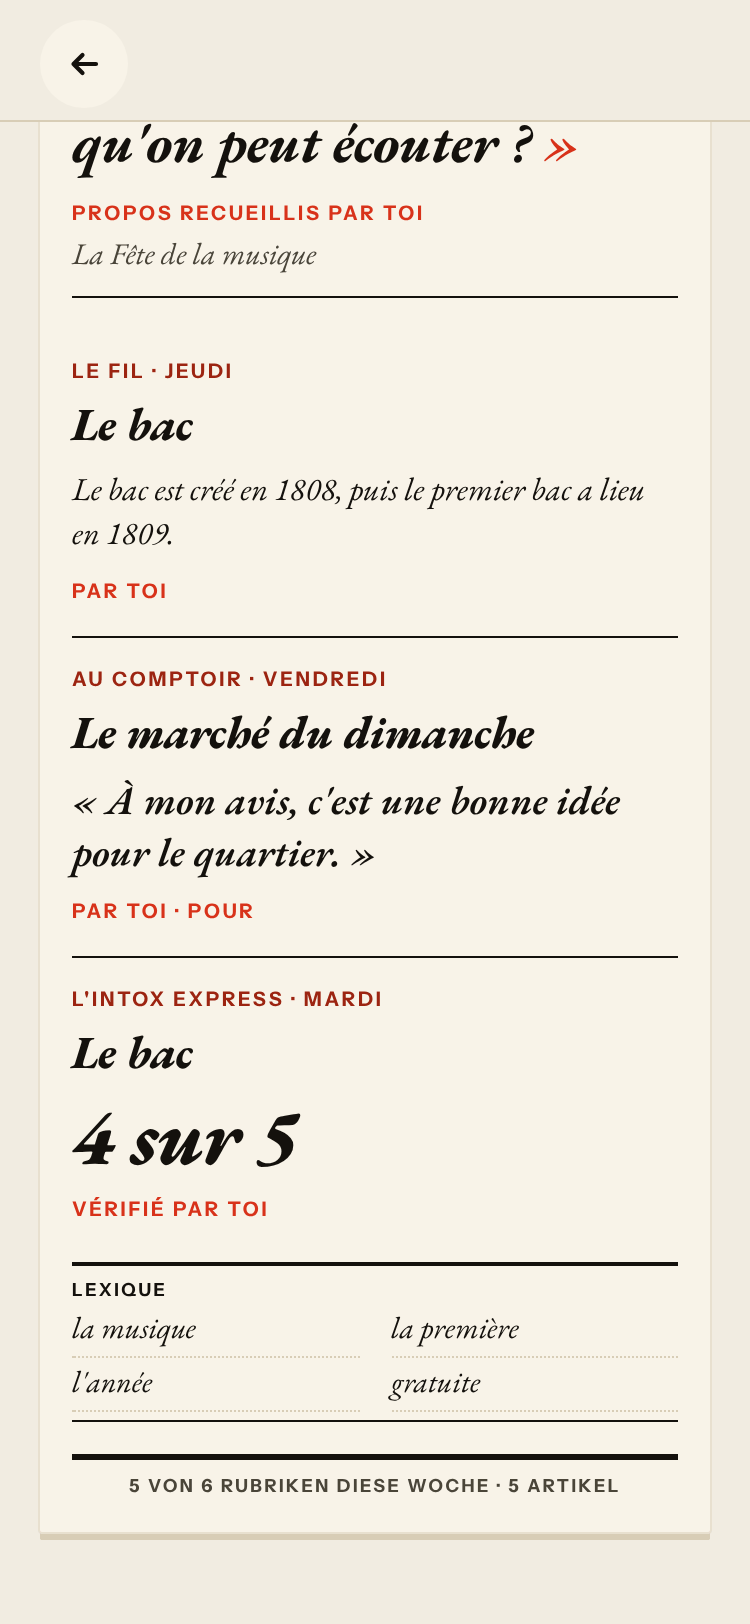 qu'on peut écouter ? »
PROPOS RECUEILLIS PAR TOI
La Fête de la musique
LE FIL · JEUDI
Le bac
Le bac est créé en 1808, puis le premier bac a lieu
en 1809.
PAR TOI
AU COMPTOIR · VENDREDI
Le marché du dimanche
« À mon avis, c'est une bonne idée
pour le quartier. »
PAR TOI · POUR
L'INTOX EXPRESS · MARDI
Le bac
4 sur 5
VÉRIFIÉ PAR TOI
LEXIQUE
la musique
la première
l'année
gratuite
5 VON 6 RUBRIKEN DIESE WOCHE · 5 ARTIKEL